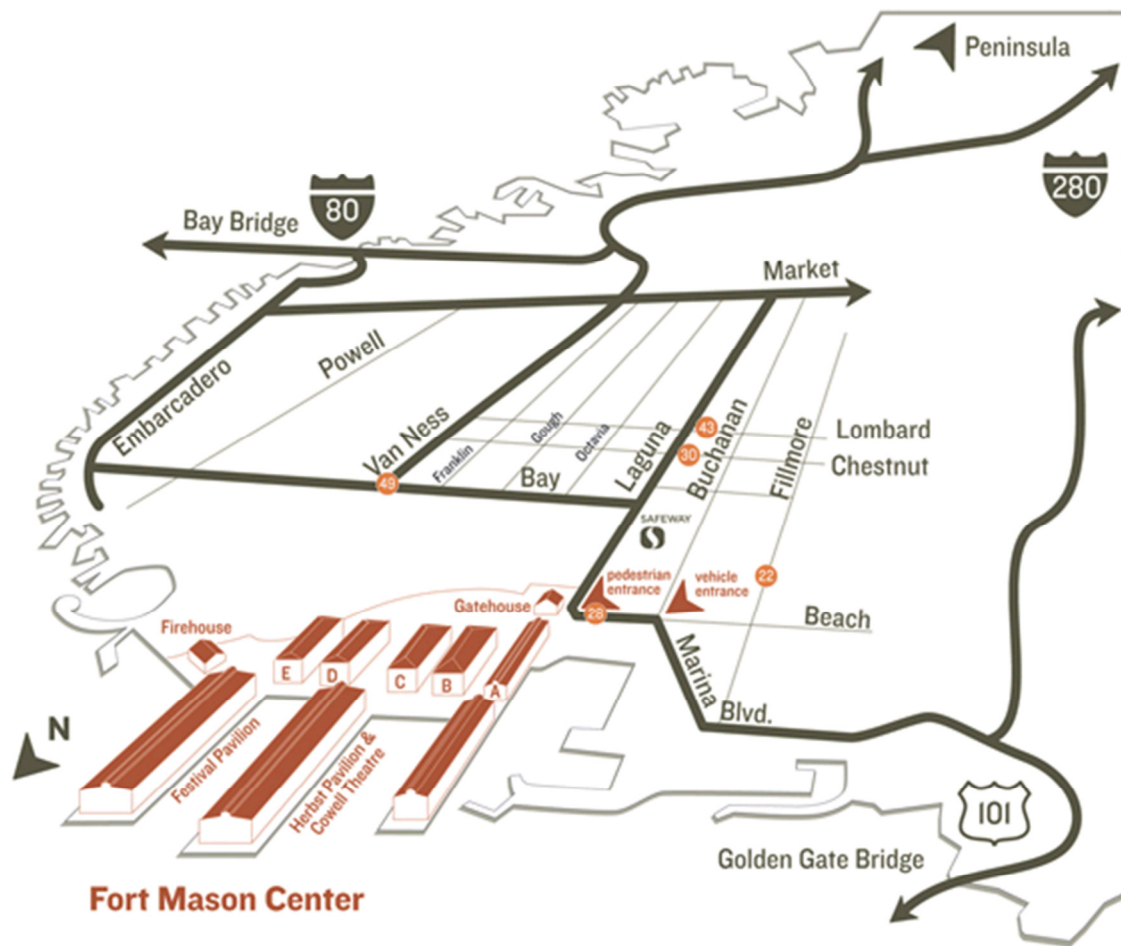 Peninsula
280
80
Bay Bridge
Market
Powell
Embarcadero
Van Ness
Franklin
Gough
Octavia
Laguna
Buchanan
Fillmore
43
Lombard
30
Chestnut
49
Bay
SAFEWAY
S
pedestrian
entrance
vehicle
entrance
22
28
Beach
Gatehouse
Firehouse
E
D
C
B
A
Marina
Blvd.
N
Festival Pavilion
Herbst Pavilion &
Cowell Theatre
101
Golden Gate Bridge
Fort Mason Center